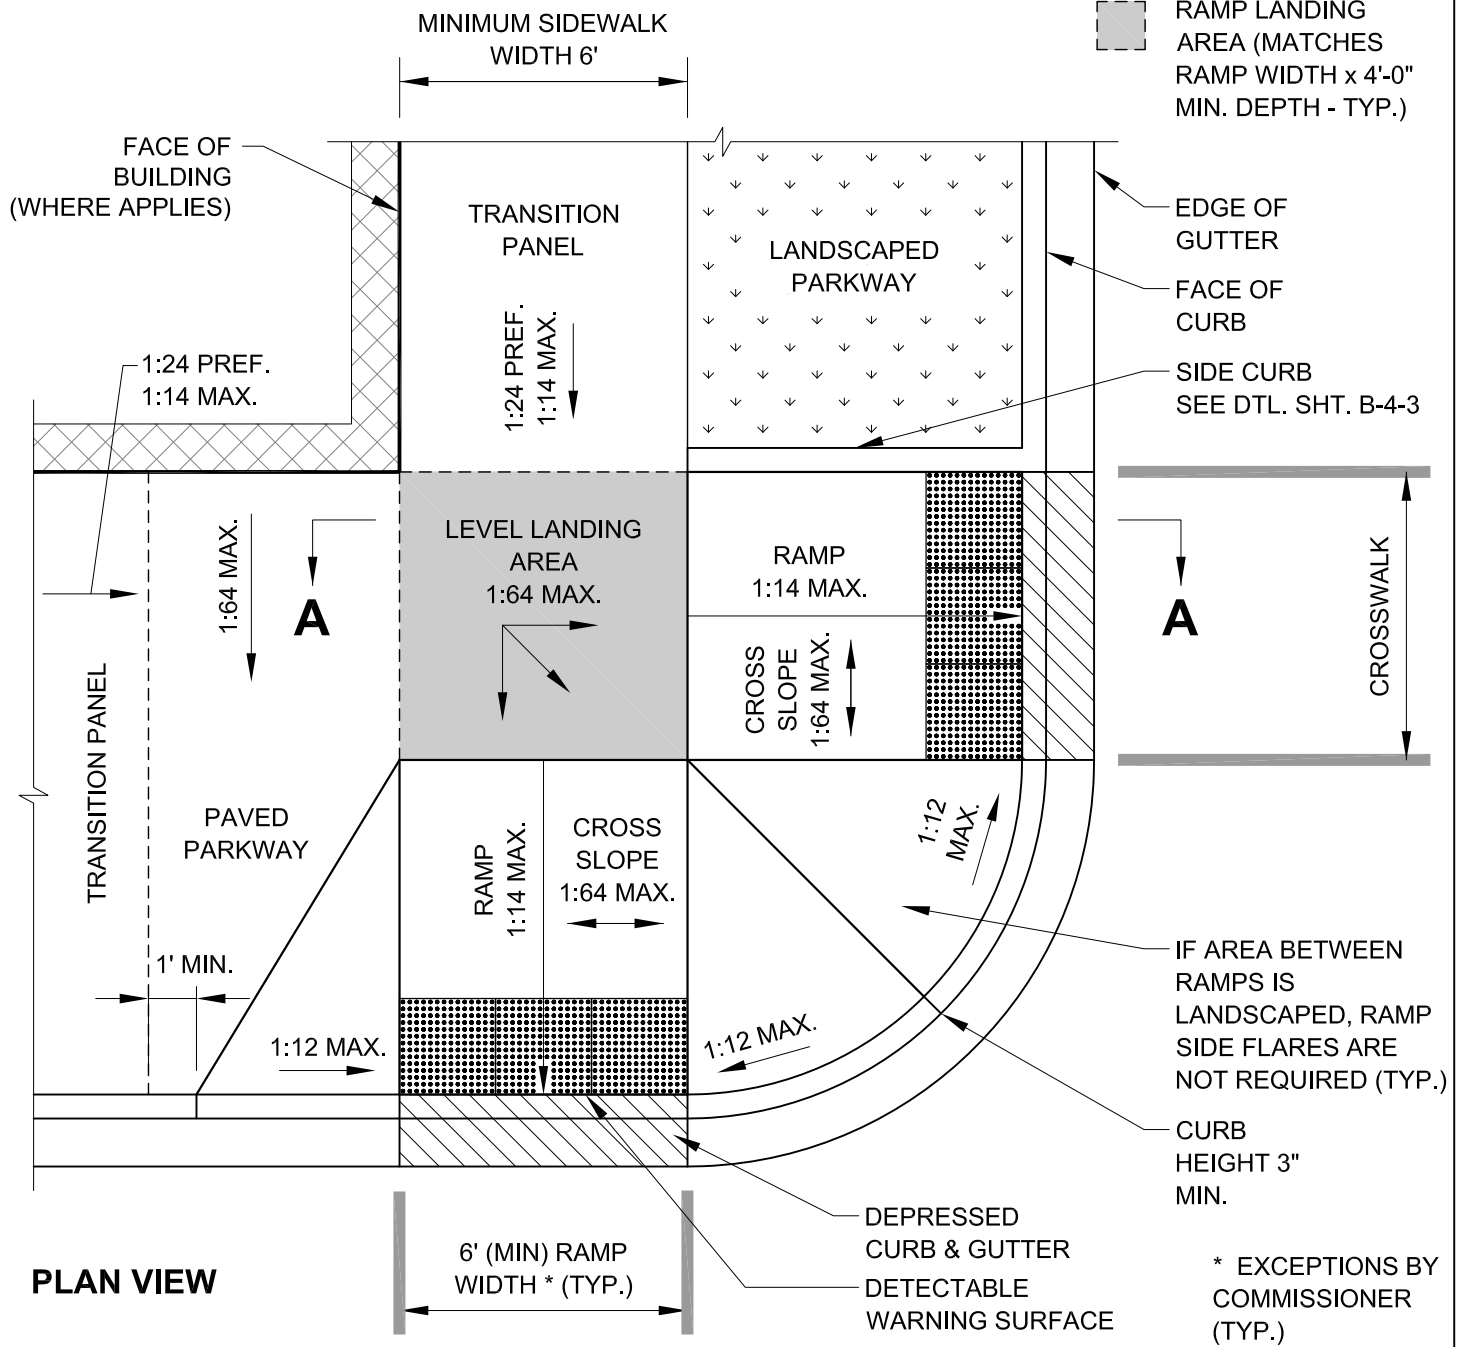 MINIMUM SIDEWALK
WIDTH 6'
RAMP LANDING
AREA (MATCHES
RAMP WIDTH x 4'-0"
MIN. DEPTH - TYP.)
FACE OF
BUILDING
(WHERE APPLIES)
TRANSITION
PANEL
LANDSCAPED
PARKWAY
EDGE OF
GUTTER
FACE OF
CURB
1:24 PREF.
1:14 MAX.
1:24 PREF.
1:14 MAX.
SIDE CURB
SEE DTL. SHT. B-4-3
1:64 MAX.
A
LEVEL LANDING
AREA
1:64 MAX.
RAMP
1:14 MAX.
CROSS
SLOPE
1:64 MAX.
A
CROSSWALK
TRANSITION PANEL
PAVED
PARKWAY
RAMP
1:14 MAX.
CROSS
SLOPE
1:64 MAX.
1:12
MAX.
1' MIN.
1:12 MAX.
1:12 MAX.
IF AREA BETWEEN
RAMPS IS
LANDSCAPED, RAMP
SIDE FLARES ARE
NOT REQUIRED (TYP.)
CURB
HEIGHT 3"
MIN.
DEPRESSED
CURB & GUTTER
DETECTABLE
WARNING SURFACE
6' (MIN) RAMP
WIDTH * (TYP.)
PLAN VIEW
* EXCEPTIONS BY
COMMISSIONER
(TYP.)